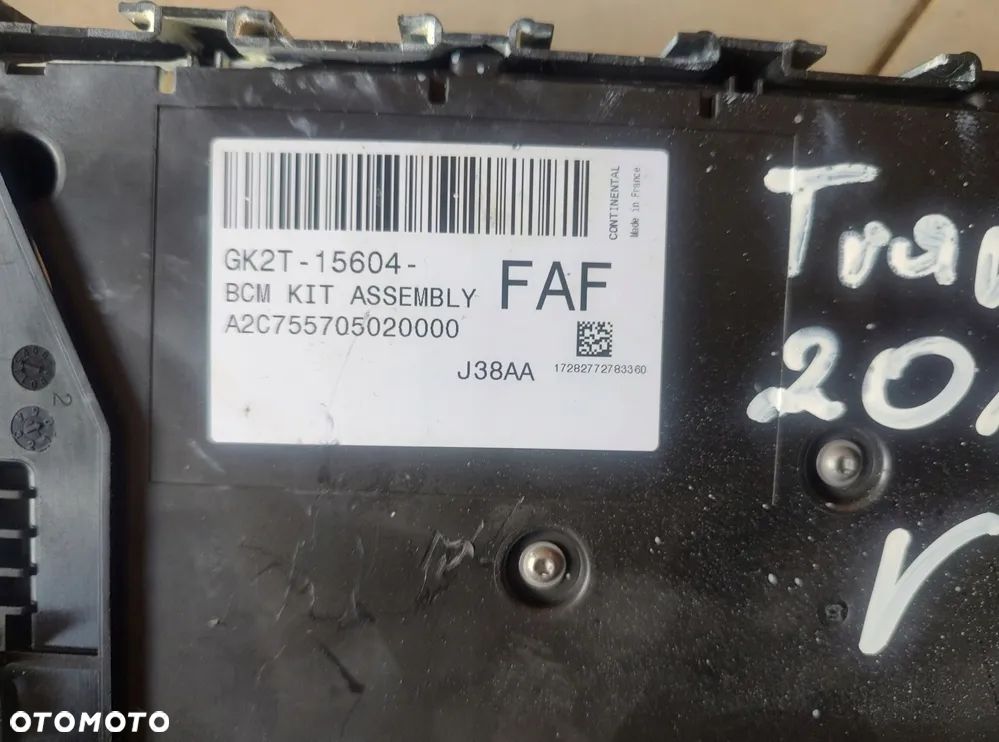 CONTINENTAL
Made in France
GK2T-15604-
FAF
BCM KIT ASSEMBLY
A2C755705020000
J38AA
17282772783360
2
OTOMOTO